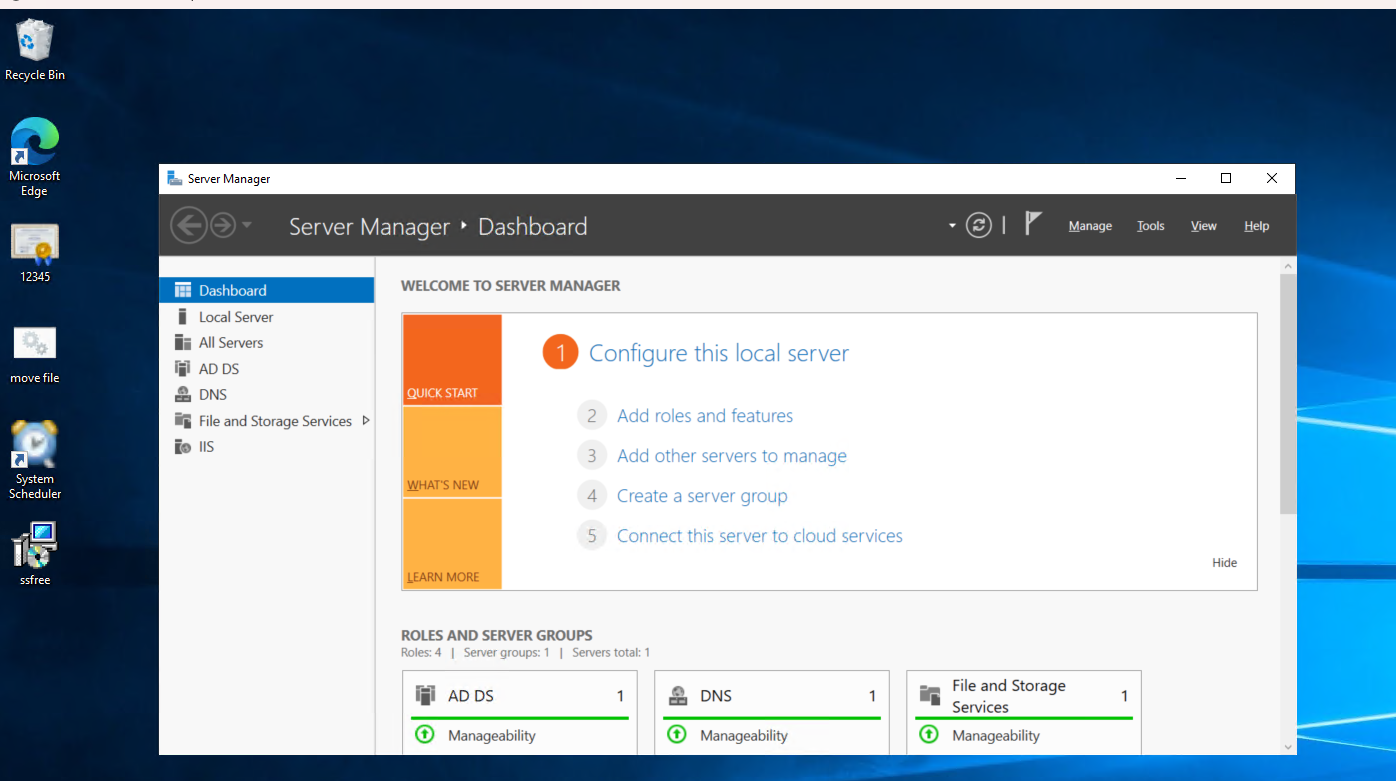 Recycle Bin
Microsoft
Edge
12345
move file
System
Scheduler
ssfree
Server Manager
Server Manager ‣ Dashboard
Manage
Tools
View
Help
Dashboard
Local Server
All Servers
AD DS
DNS
File and Storage Services
IIS
WELCOME TO SERVER MANAGER
QUICK START
WHAT'S NEW
LEARN MORE
1 Configure this local server
2 Add roles and features
3 Add other servers to manage
4 Create a server group
5 Connect this server to cloud services
Hide
ROLES AND SERVER GROUPS
Roles: 4 | Server groups: 1 | Servers total: 1
AD DS 1
Manageability
DNS 1
Manageability
File and Storage
Services 1
Manageability